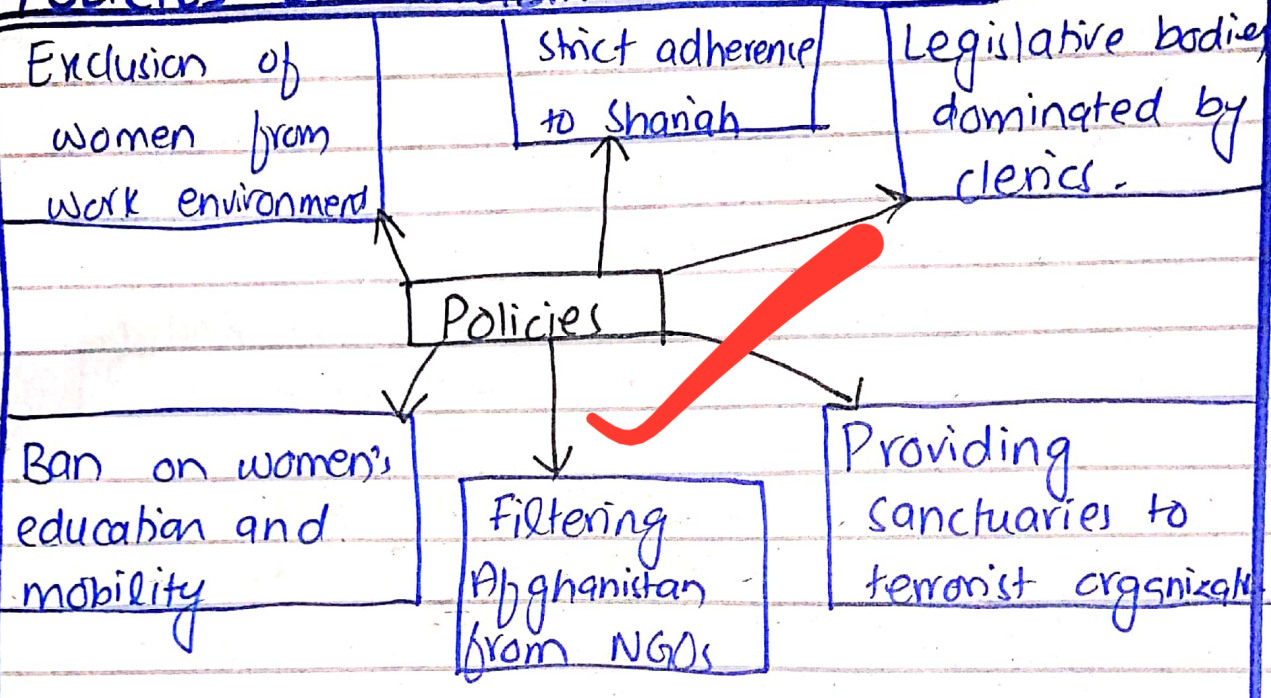 Exclusion of
women from
work environment
Strict adherence
to Shariah
Legislative bodies
dominated by
clerics.
Policies
Ban on women's
education and
mobility
Filtering
Afghanistan
from NGOs
Providing
sanctuaries to
terrorist